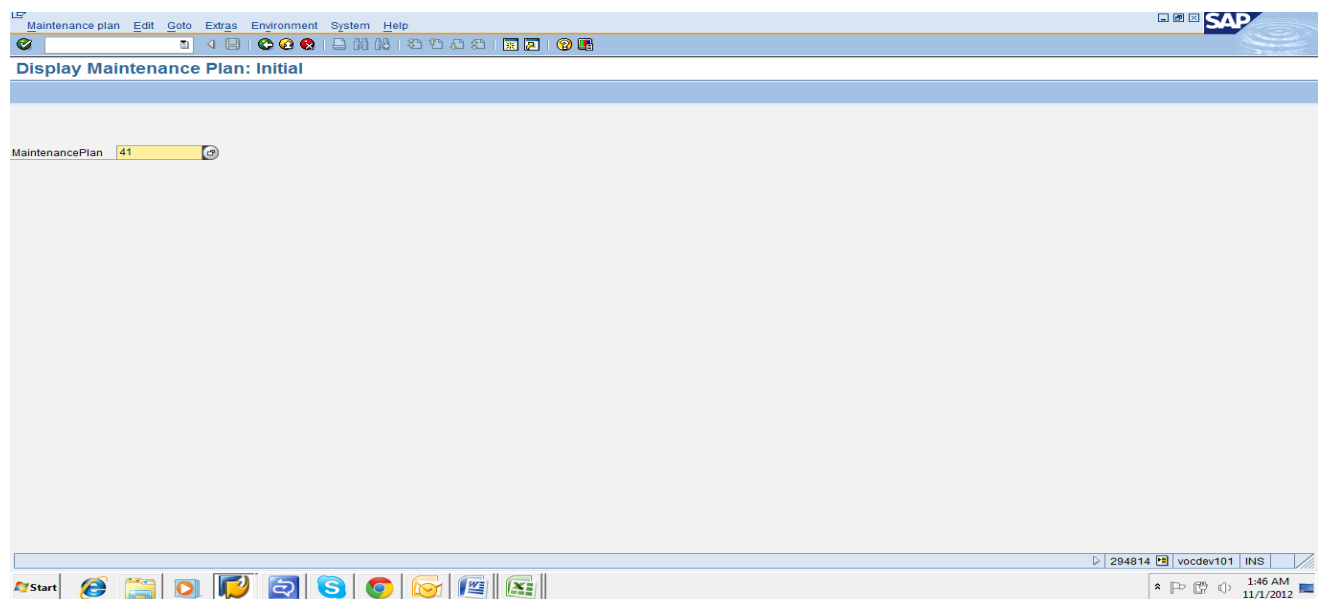 Maintenance plan Edit Goto Extras Environment System Help
SAP
Display Maintenance Plan: Initial
MaintenancePlan 41
294814 vocdev101 INS
Start
1:46 AM
11/1/2012